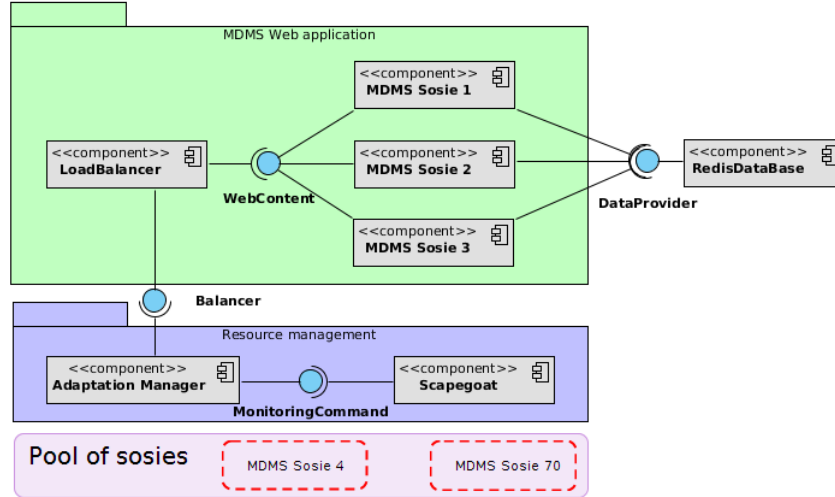 MDMS Web application
<<component>>
MDMS Sosie 1
<<component>>
LoadBalancer
WebContent
<<component>>
MDMS Sosie 2
<<component>>
MDMS Sosie 3
DataProvider
<<component>>
RedisDataBase
Balancer
Resource management
<<component>>
Adaptation Manager
MonitoringCommand
<<component>>
Scapegoat
Pool of sosies
MDMS Sosie 4
MDMS Sosie 70